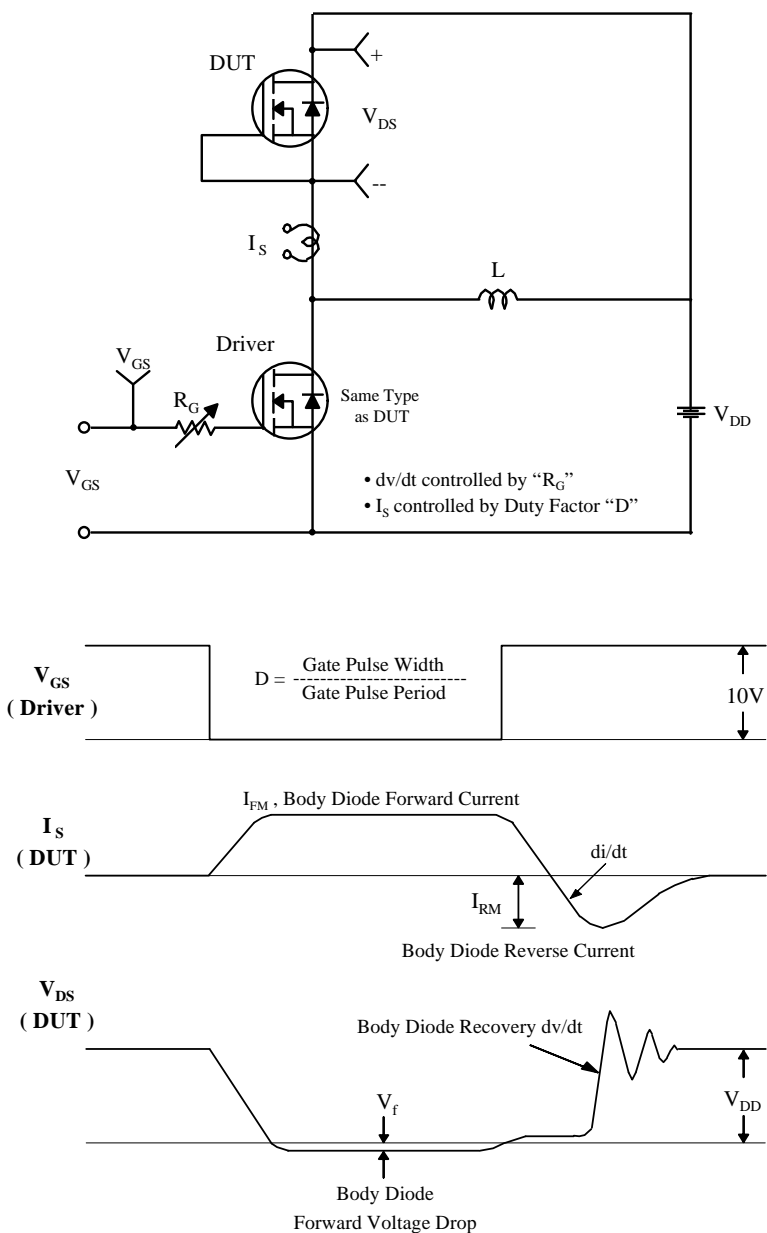 DUT
+
V_DS
--
I_S
L
Driver
V_GS
R_G
Same Type
as DUT
V_DD
V_GS
• dv/dt controlled by “R_G”
• I_S controlled by Duty Factor “D”
V_GS
( Driver )
D = Gate Pulse Width
--------------------------
Gate Pulse Period
10V
I_FM , Body Diode Forward Current
I_S
( DUT )
di/dt
I_RM
Body Diode Reverse Current
V_DS
( DUT )
Body Diode Recovery dv/dt
V_f
V_DD
Body Diode
Forward Voltage Drop